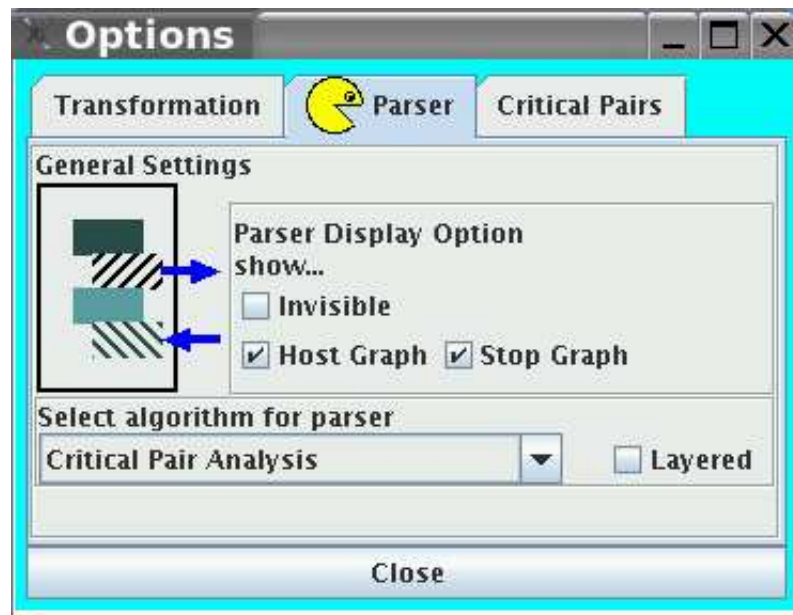 Options
Transformation Parser Critical Pairs
General Settings
Parser Display Option
show...
Invisible
Host Graph Stop Graph
Select algorithm for parser
Critical Pair Analysis Layered
Close